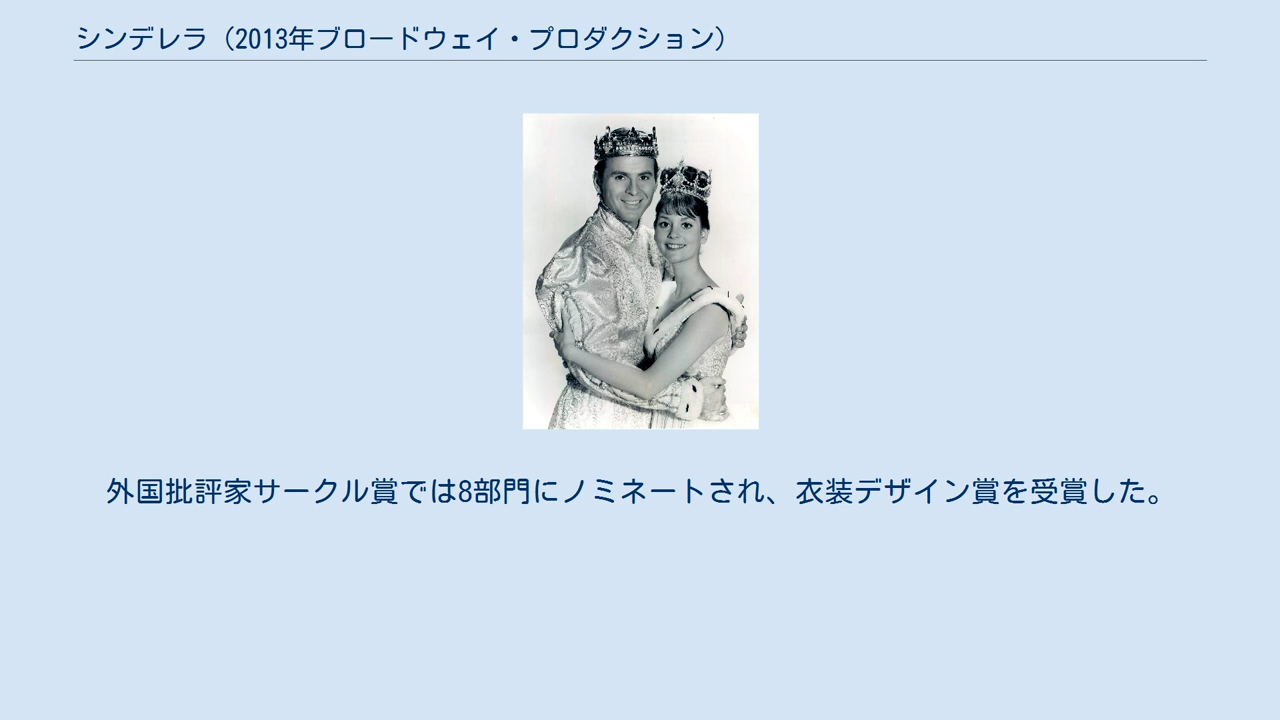 シンデレラ（2013年ブロードウェイ・プロダクション）
外国批評家サークル賞では8部門にノミネートされ、衣装デザイン賞を受賞した。